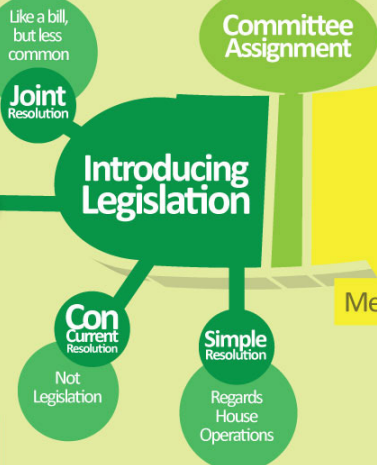 Like a bill,
but less
common
Joint
Resolution
Committee
Assignment
Introducing
Legislation
Con
Current
Resolution
Not
Legislation
Simple
Resolution
Regards
House
Operations
Me